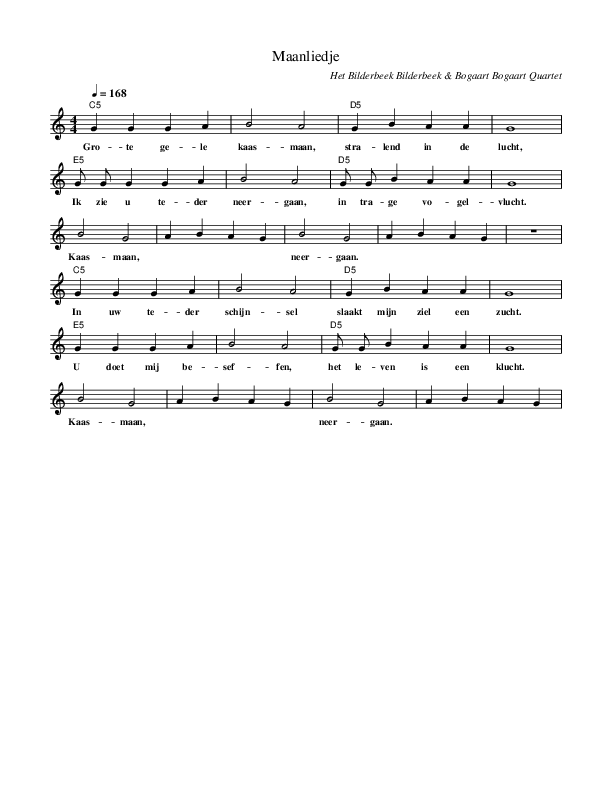 Maanliedje
Het Bilderbeek Bilderbeek & Bogaart Bogaart Quartet
♩ = 168
C5 D5
Gro -- te ge -- le kaas -- maan, stra -- lend in de lucht,
E5 D5
Ik zie u te -- der neer -- gaan, in tra -- ge vo -- gel -- vlucht.
Kaas -- maan, neer -- gaan.
C5 D5
In uw te -- der schijn -- sel slaakt mijn ziel een zucht.
E5 D5
U doet mij be -- sef -- fen, het le -- ven is een klucht.
Kaas -- maan, neer -- gaan.